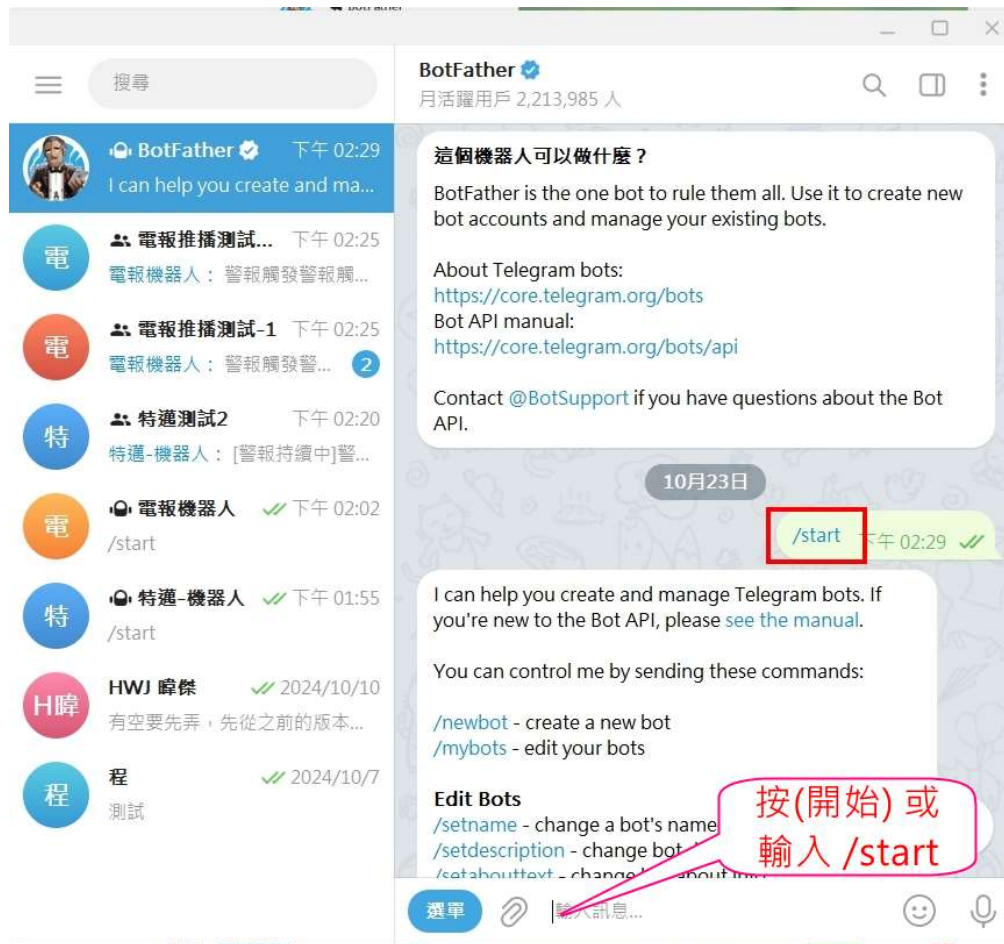 BotFather
搜尋
BotFather
月活躍用戶 2,213,985 人
BotFather 下午 02:29
I can help you create and ma...
電
電報推播測試... 下午 02:25
電報機器人： 警報觸發警報觸...
電
電報推播測試-1 下午 02:25
電報機器人： 警報觸發警... 2
特
特邁測試2 下午 02:20
特邁-機器人： [警報持續中]警...
電
電報機器人 下午 02:02
/start
特
特邁-機器人 下午 01:55
/start
H暐
HWJ 暐傑 2024/10/10
有空要先弄，先從之前的版本...
程
程 2024/10/7
測試
這個機器人可以做什麼？
BotFather is the one bot to rule them all. Use it to create new
bot accounts and manage your existing bots.
About Telegram bots:
https://core.telegram.org/bots
Bot API manual:
https://core.telegram.org/bots/api
Contact @BotSupport if you have questions about the Bot
API.
10月23日
/start 下午 02:29
I can help you create and manage Telegram bots. If
you're new to the Bot API, please see the manual.
You can control me by sending these commands:
/newbot - create a new bot
/mybots - edit your bots
Edit Bots
/setname - change a bot's name
/setdescription - change bot
/setabouttext - change about info
按(開始) 或
輸入 /start
選單
輸入訊息...